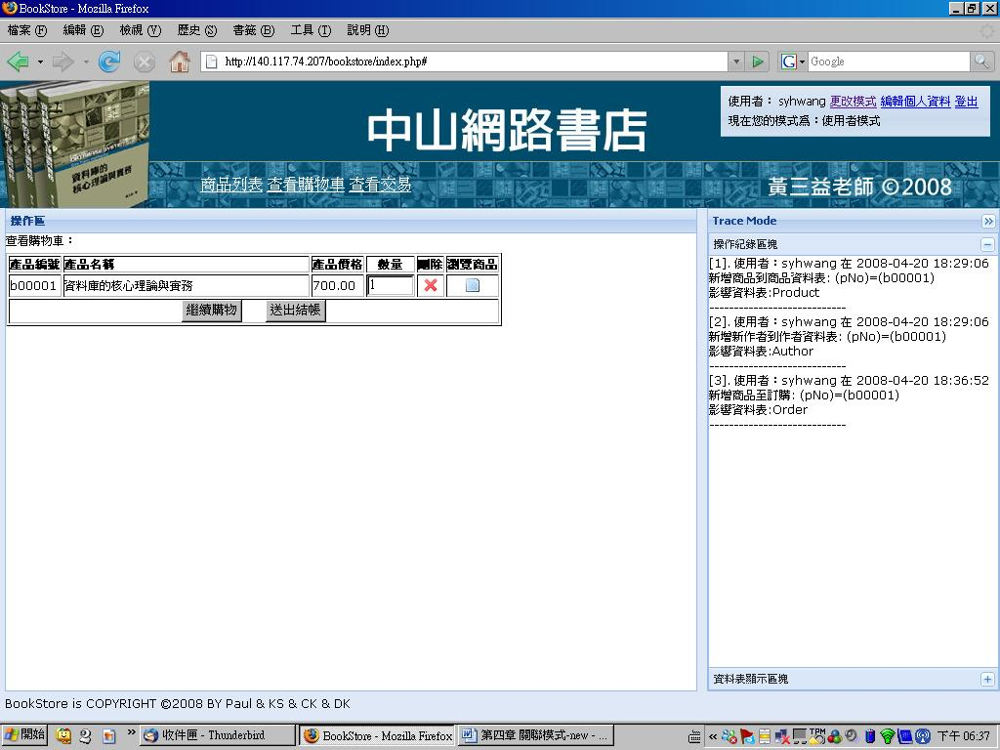 BookStore - Mozilla Firefox
檔案 (F) 編輯 (E) 檢視 (V) 歷史 (S) 書籤 (B) 工具 (T) 說明 (H)
http://140.117.74.207/bookstore/index.php#
G Google
資料庫的
核心理論與實務
中山網路書店
使用者： syhwang 更改模式 編輯個人資料 登出
現在您的模式為：使用者模式
商品列表 查看購物車 查看交易
黃三益老師 ©2008
操作區
查看購物車：
產品編號 產品名稱 產品價格 數量 刪除 瀏覽商品
b00001 資料庫的核心理論與實務 700.00 1
繼續購物 送出結帳
Trace Mode
操作紀錄區塊
[1]. 使用者：syhwang 在 2008-04-20 18:29:06
新增商品到商品資料表: (pNo)=(b00001)
影響資料表:Product
----------------------------
[2]. 使用者：syhwang 在 2008-04-20 18:29:06
新增新作者到作者資料表: (pNo)=(b00001)
影響資料表:Author
----------------------------
[3]. 使用者：syhwang 在 2008-04-20 18:36:52
新增商品至訂購: (pNo)=(b00001)
影響資料表:Order
----------------------------
資料表顯示區塊
BookStore is COPYRIGHT ©2008 BY Paul & KS & CK & DK
開始 收件匣 - Thunderbird BookStore - Mozilla Firefox 第四章 關聯模式-new - ... TPM 下午 06:37